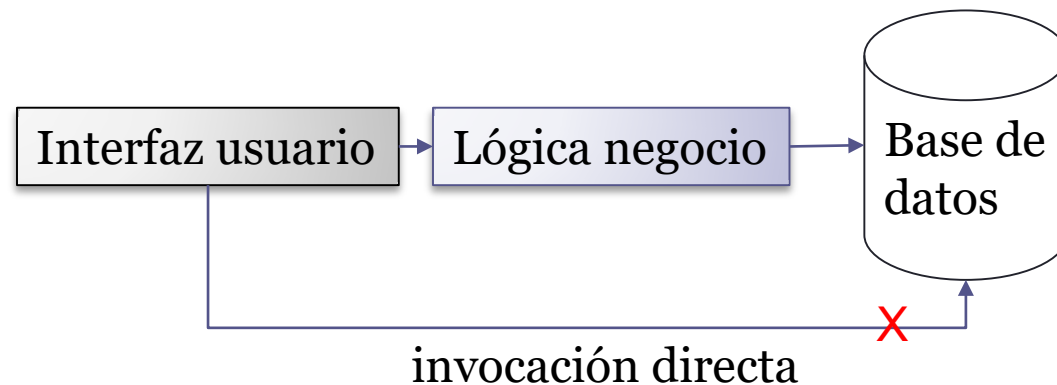 Interfaz usuario
Lógica negocio
Base de
datos
X
invocación directa